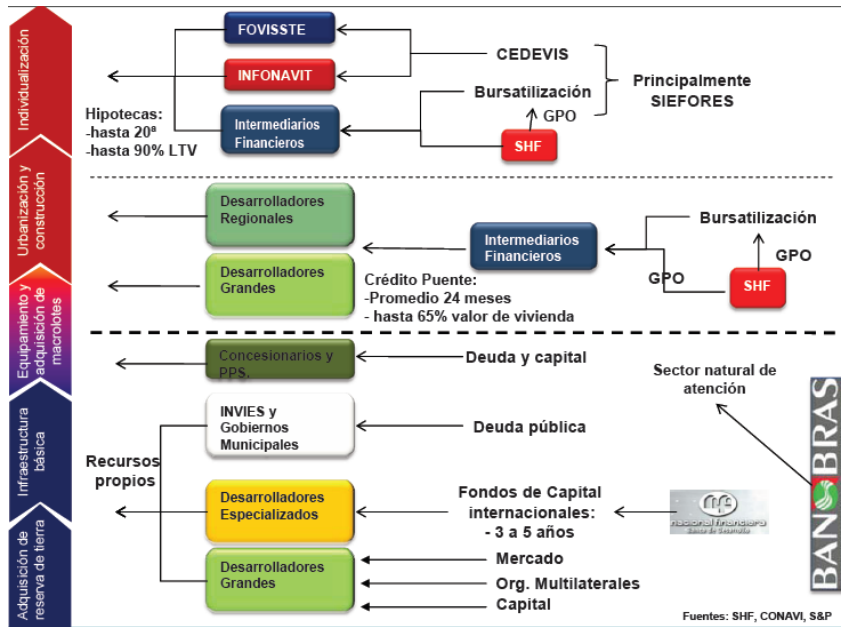 Individualización
Urbanización y
construcción
Equipamiento y
adquisición de
macrolotes
Infraestructura
básica
Adquisición de
reserva de tierra
FOVISSTE
INFONAVIT
Intermediarios
Financieros
Hipotecas:
-hasta 20ª
-hasta 90% LTV
CEDEVIS
Bursatilización
GPO
SHF
Principalmente
SIEFORES
Desarrolladores
Regionales
Desarrolladores
Grandes
Crédito Puente:
-Promedio 24 meses
- hasta 65% valor de vivienda
Intermediarios
Financieros
Bursatilización
GPO
GPO
SHF
Concesionarios y
PPS.
Deuda y capital
INVIES y
Gobiernos
Municipales
Deuda pública
Recursos
propios
Desarrolladores
Especializados
Fondos de Capital
internacionales:
- 3 a 5 años
nacional financiera
Banca de Desarrollo
Desarrolladores
Grandes
Mercado
Org. Multilaterales
Capital
Sector natural de
atención
BANOBRAS
Fuentes: SHF, CONAVI, S&P